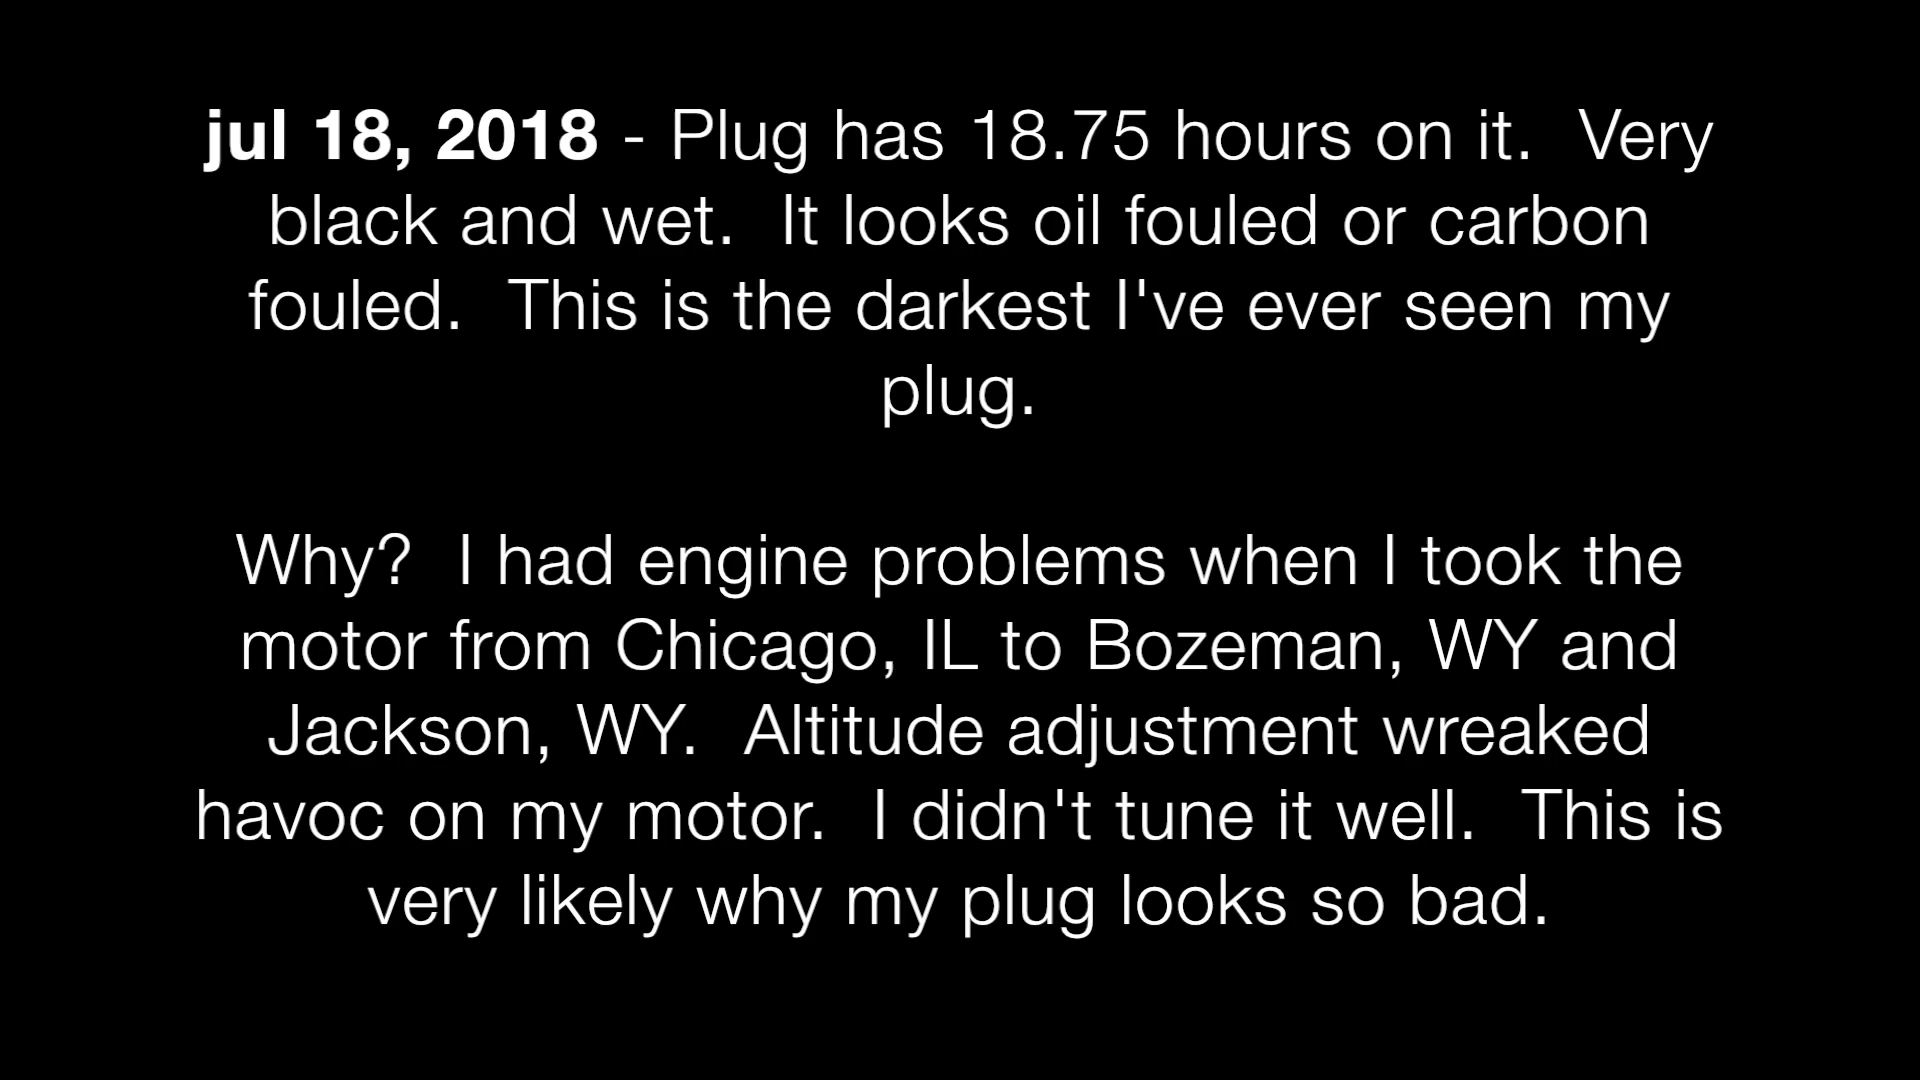 jul 18, 2018 - Plug has 18.75 hours on it.  Very
black and wet.  It looks oil fouled or carbon
fouled.  This is the darkest I've ever seen my
plug.
Why?  I had engine problems when I took the
motor from Chicago, IL to Bozeman, WY and
Jackson, WY.  Altitude adjustment wreaked
havoc on my motor.  I didn't tune it well.  This is
very likely why my plug looks so bad.